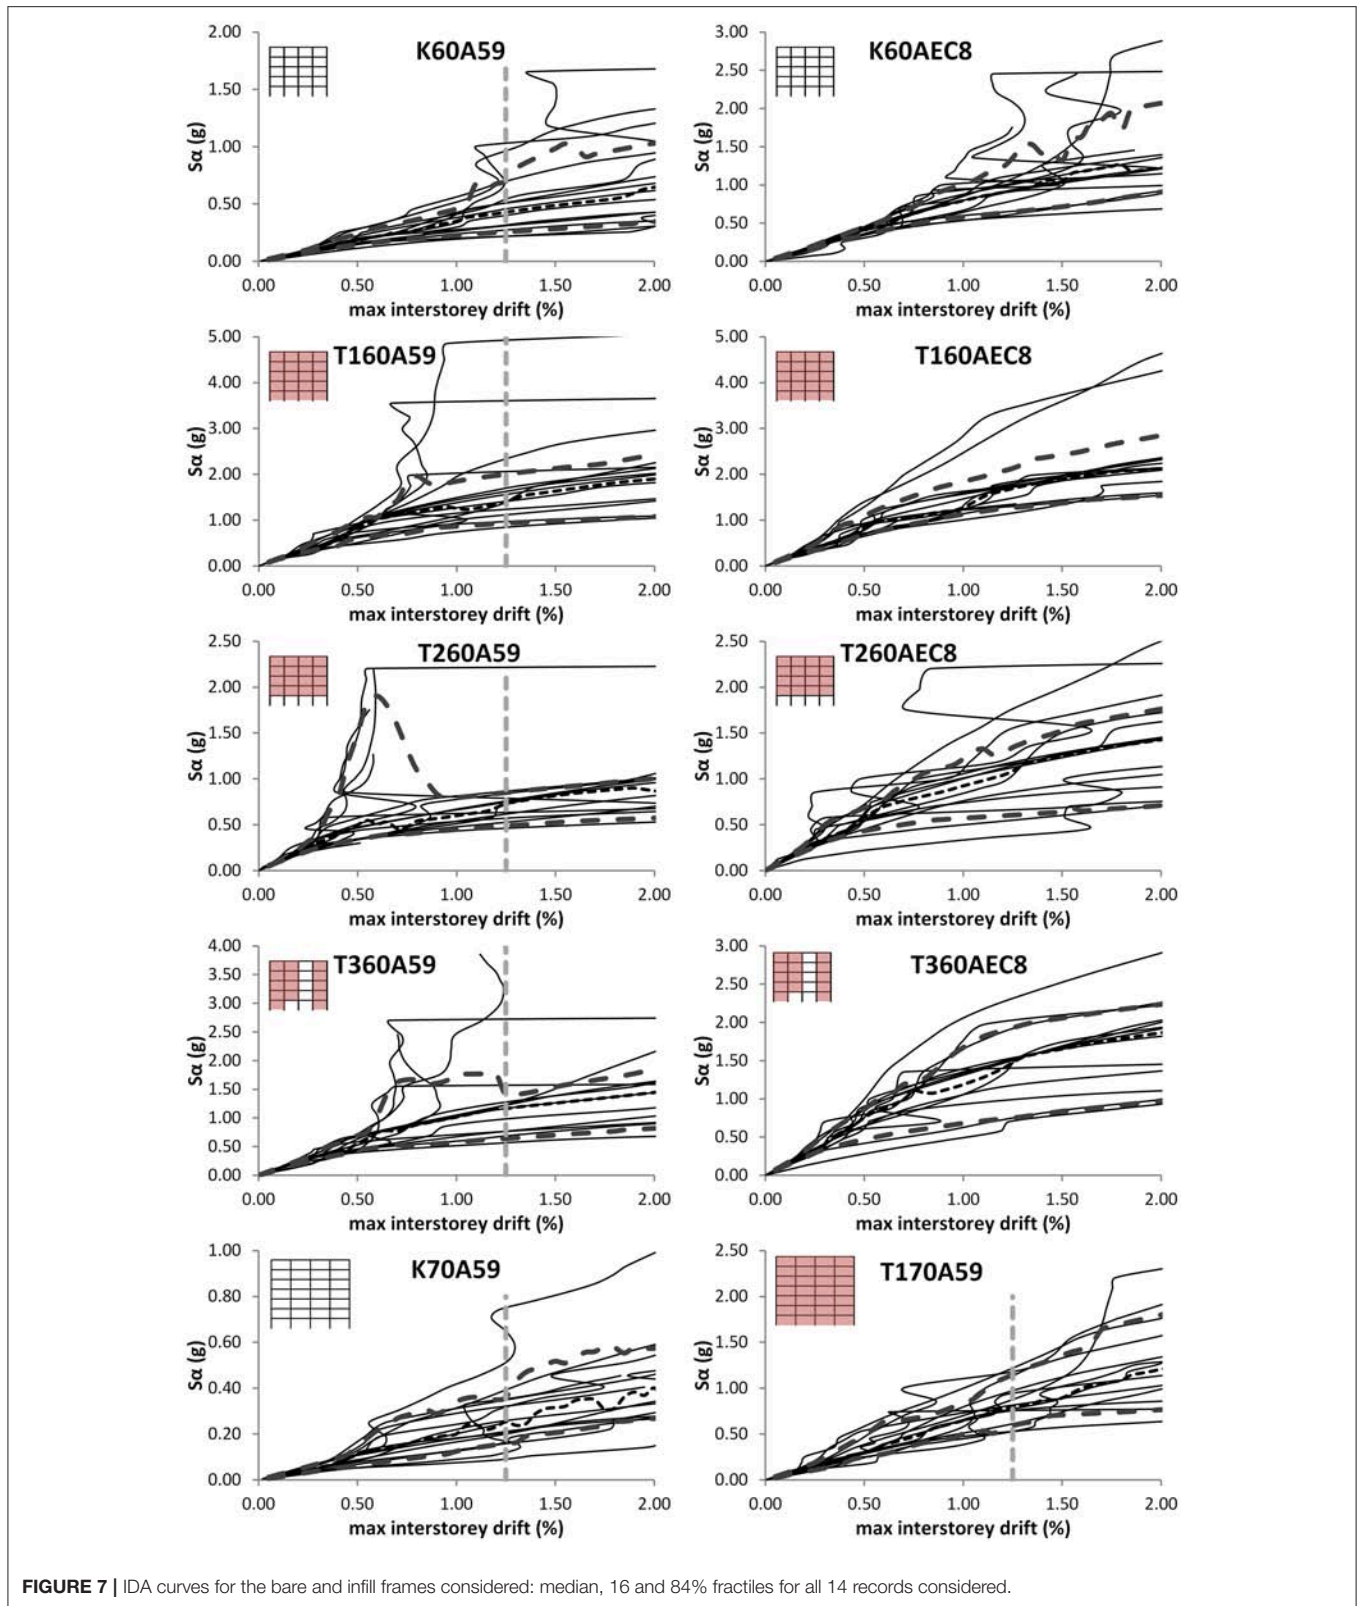 K60A59
Sα (g)
2.00
1.50
1.00
0.50
0.00
0.00 0.50 1.00 1.50 2.00
max interstorey drift (%)
K60AEC8
Sα (g)
3.00
2.50
2.00
1.50
1.00
0.50
0.00
0.00 0.50 1.00 1.50 2.00
max interstorey drift (%)
T160A59
Sα (g)
5.00
4.00
3.00
2.00
1.00
0.00
0.00 0.50 1.00 1.50 2.00
max interstorey drift (%)
T160AEC8
Sα (g)
5.00
4.00
3.00
2.00
1.00
0.00
0.00 0.50 1.00 1.50 2.00
max interstorey drift (%)
T260A59
Sα (g)
2.50
2.00
1.50
1.00
0.50
0.00
0.00 0.50 1.00 1.50 2.00
max interstorey drift (%)
T260AEC8
Sα (g)
2.50
2.00
1.50
1.00
0.50
0.00
0.00 0.50 1.00 1.50 2.00
max interstorey drift (%)
T360A59
Sα (g)
4.00
3.50
3.00
2.50
2.00
1.50
1.00
0.50
0.00
0.00 0.50 1.00 1.50 2.00
max interstorey drift (%)
T360AEC8
Sα (g)
3.00
2.50
2.00
1.50
1.00
0.50
0.00
0.00 0.50 1.00 1.50 2.00
max interstorey drift (%)
K70A59
Sα (g)
1.00
0.80
0.60
0.40
0.20
0.00
0.00 0.50 1.00 1.50 2.00
max interstorey drift (%)
T170A59
Sα (g)
2.50
2.00
1.50
1.00
0.50
0.00
0.00 0.50 1.00 1.50 2.00
max interstorey drift (%)
FIGURE 7 | IDA curves for the bare and infill frames considered: median, 16 and 84% fractiles for all 14 records considered.